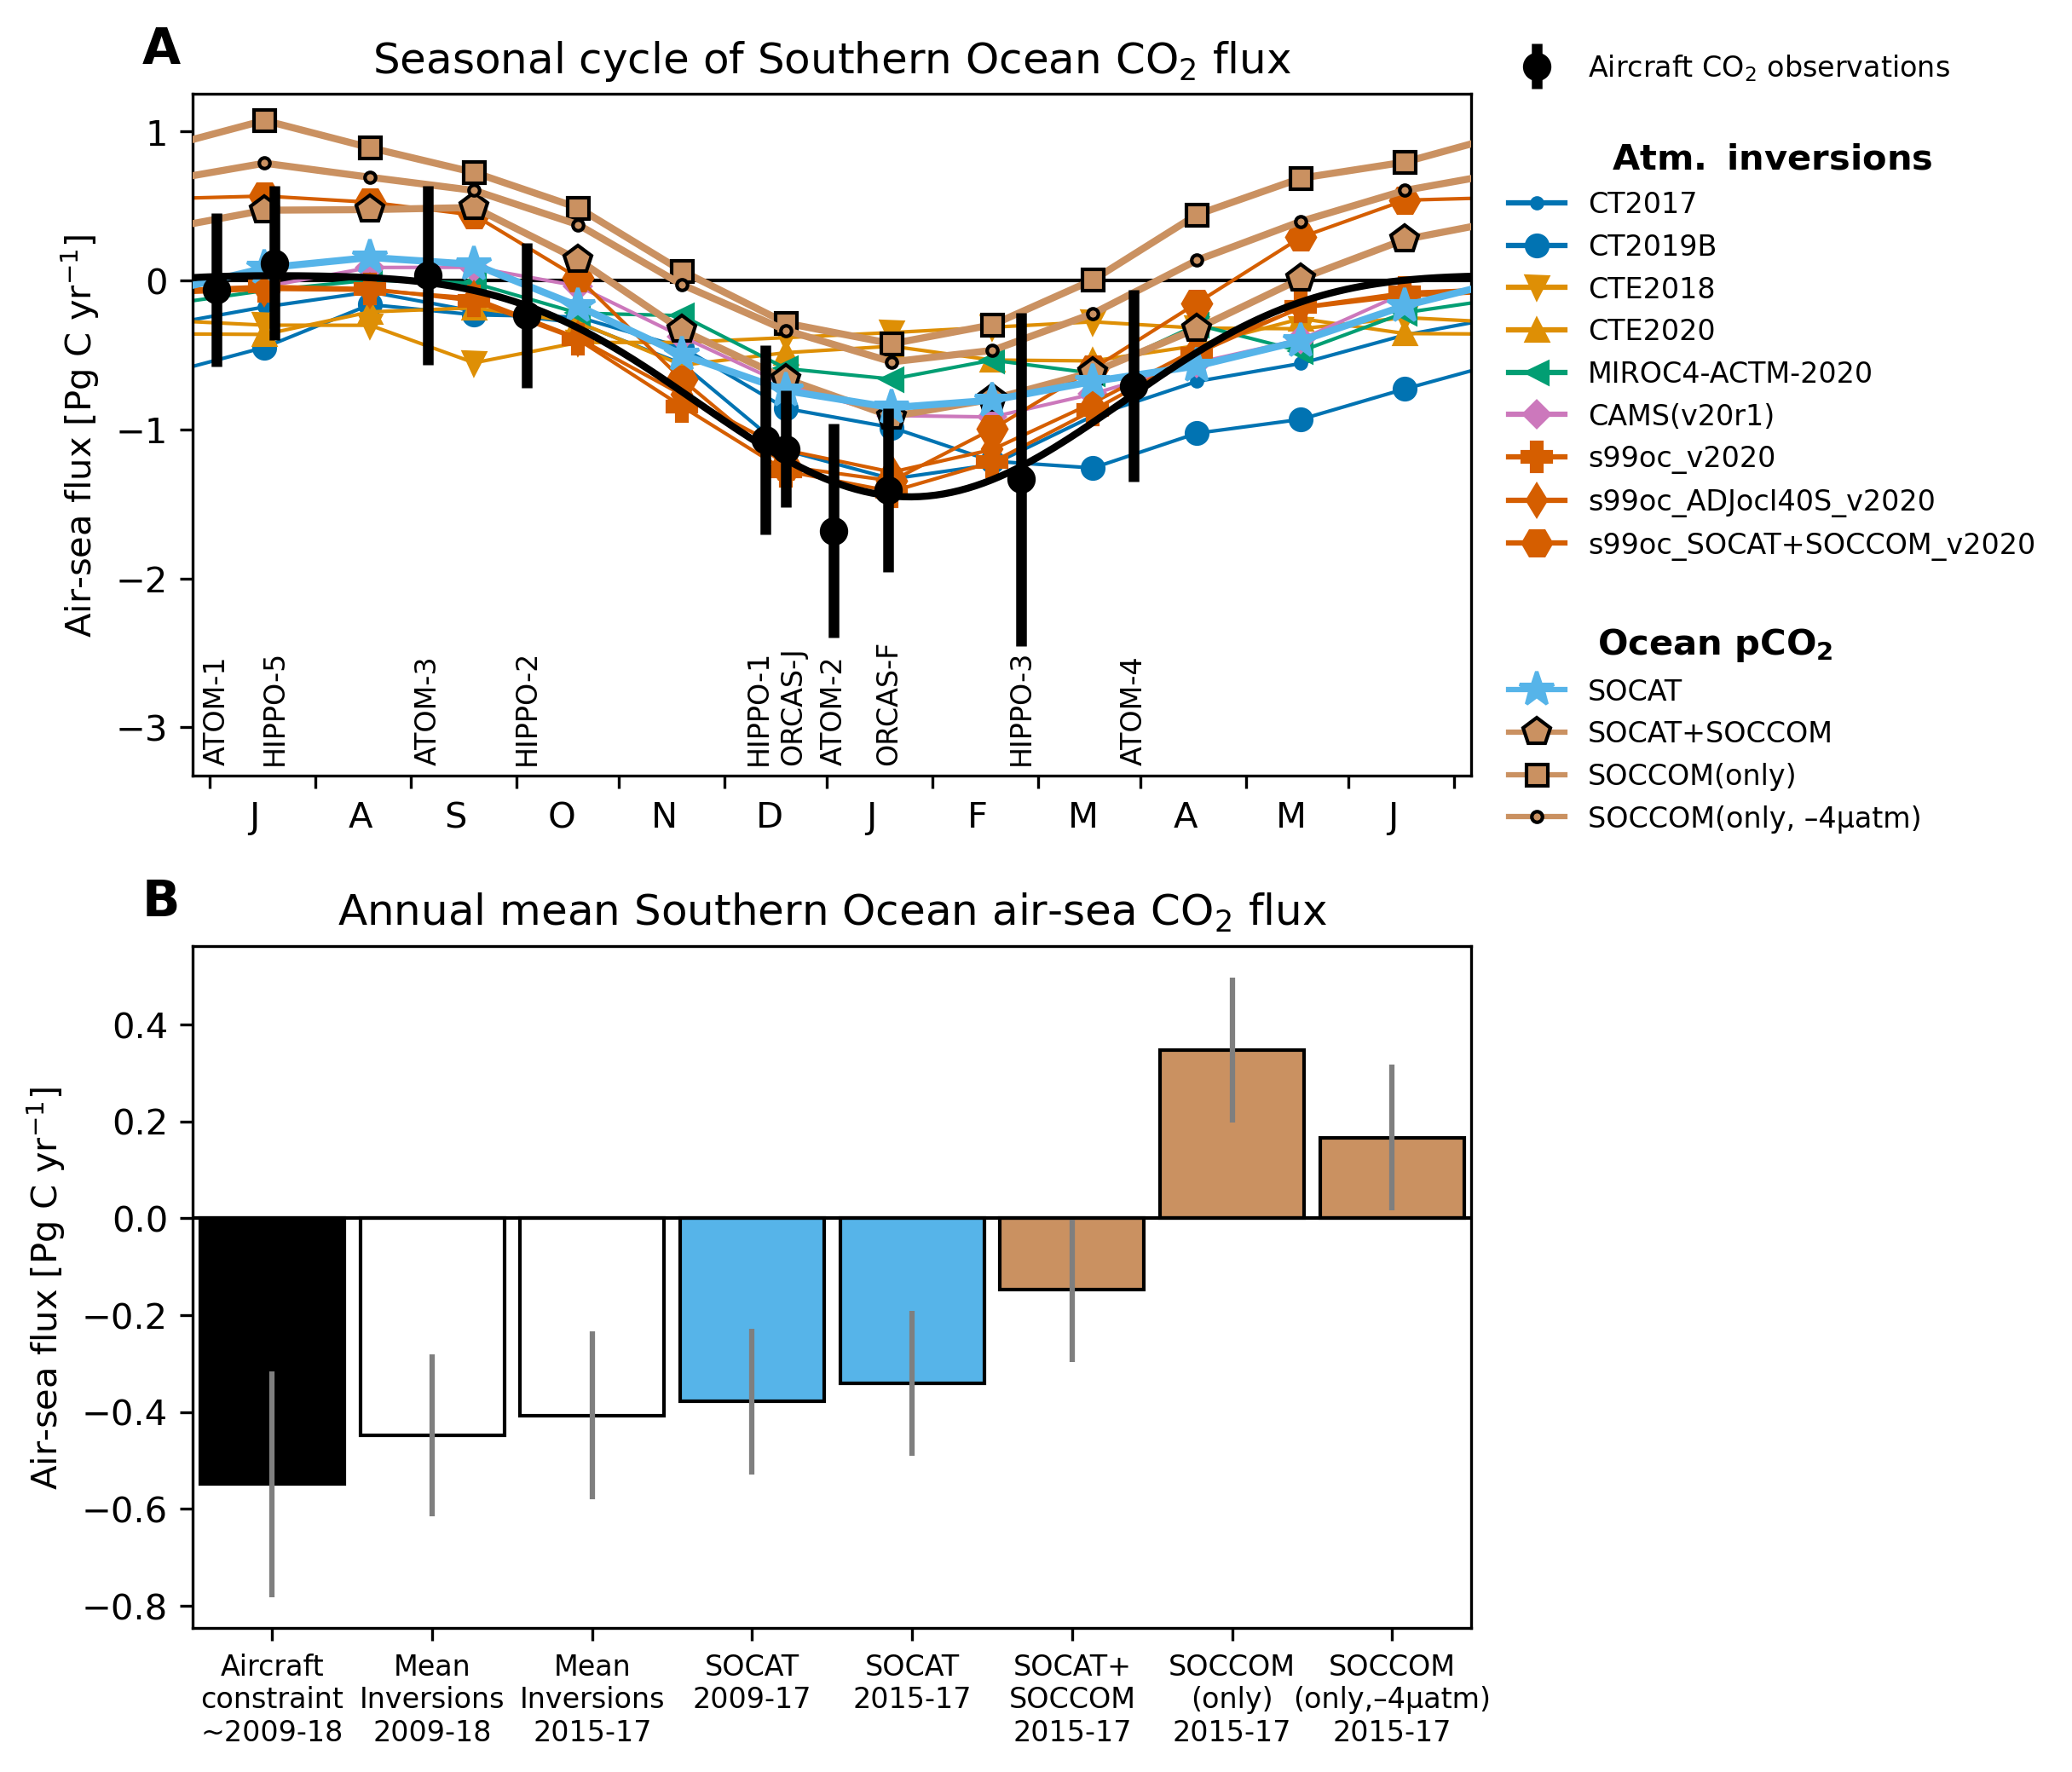 A
Seasonal cycle of Southern Ocean CO₂ flux
Air-sea flux [Pg C yr⁻¹]
1
0
−1
−2
−3
ATOM-1
HIPPO-5
ATOM-3
HIPPO-2
HIPPO-1
ORCAS-J
ATOM-2
ORCAS-F
HIPPO-3
ATOM-4
J A S O N D J F M A M J
Aircraft CO₂ observations
Atm. inversions
CT2017
CT2019B
CTE2018
CTE2020
MIROC4-ACTM-2020
CAMS(v20r1)
s99oc_v2020
s99oc_ADJocI40S_v2020
s99oc_SOCAT+SOCCOM_v2020
Ocean pCO₂
SOCAT
SOCAT+SOCCOM
SOCCOM(only)
SOCCOM(only, –4μatm)
B
Annual mean Southern Ocean air-sea CO₂ flux
Air-sea flux [Pg C yr⁻¹]
0.4
0.2
0.0
−0.2
−0.4
−0.6
−0.8
Aircraft
constraint
~2009-18
Mean
Inversions
2009-18
Mean
Inversions
2015-17
SOCAT
2009-17
SOCAT
2015-17
SOCAT+
SOCCOM
2015-17
SOCCOM
(only)
2015-17
SOCCOM
(only,–4μatm)
2015-17